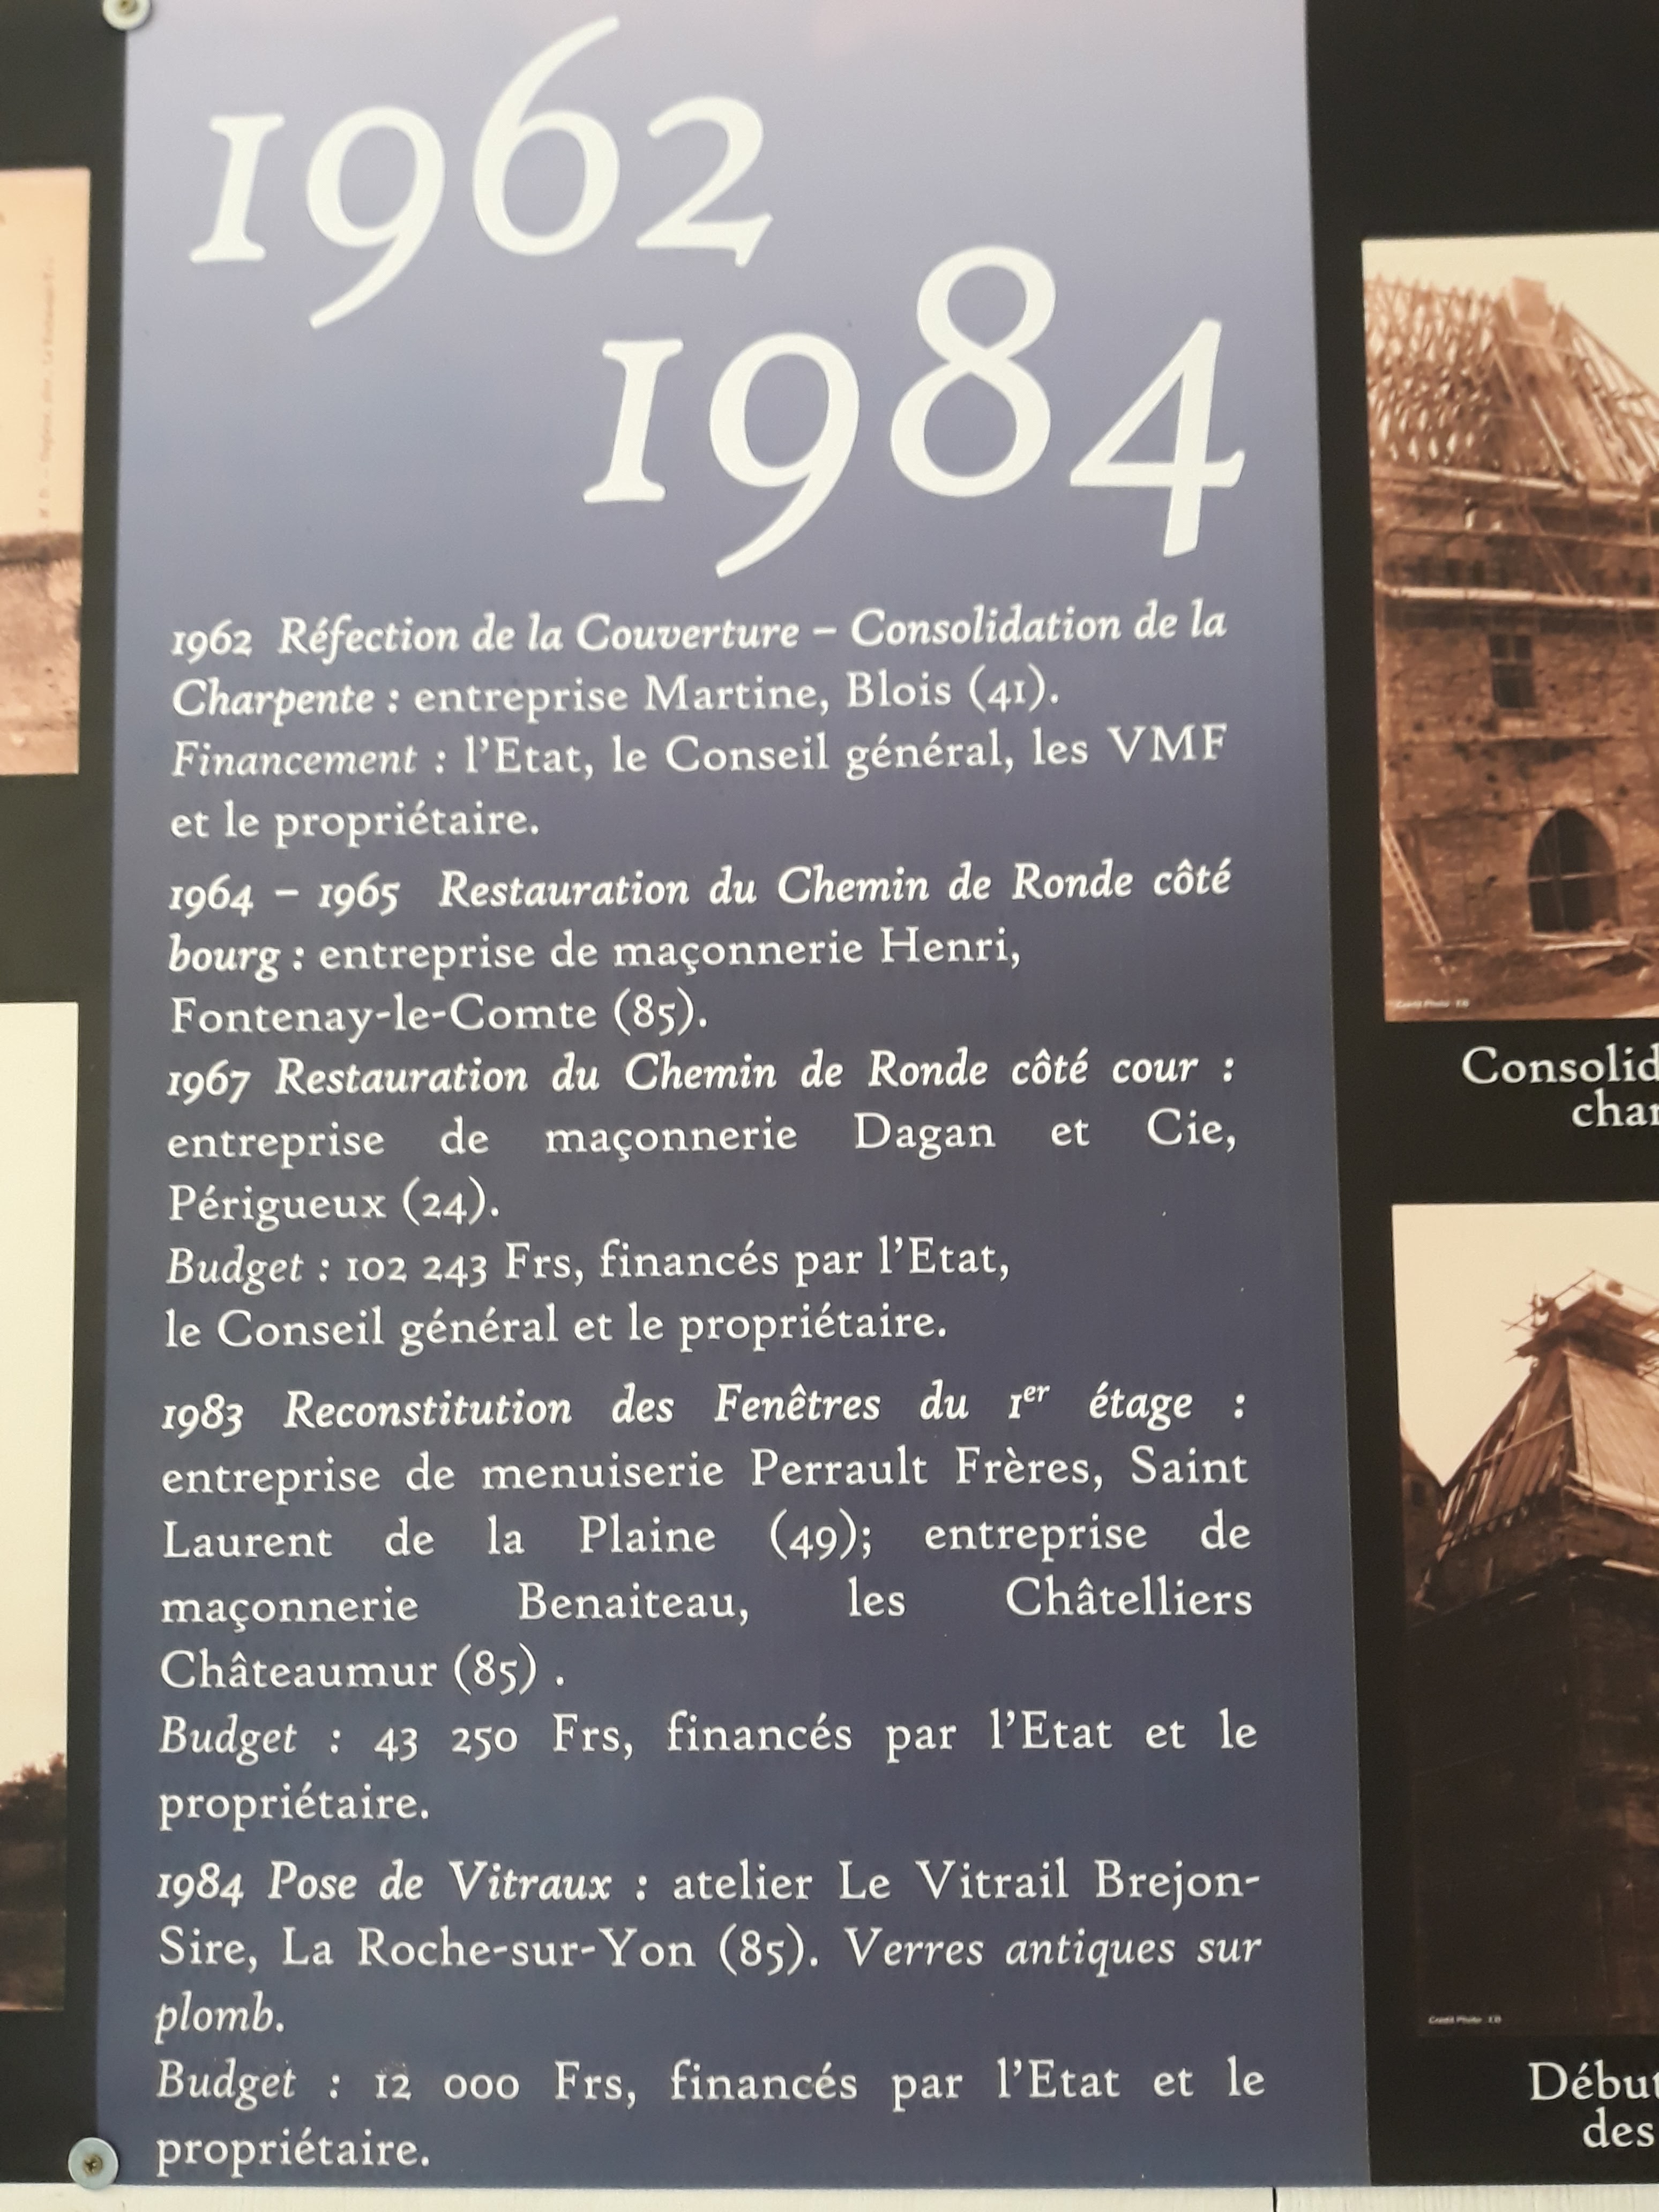 1962
1984
1962 Réfection de la Couverture – Consolidation de la
Charpente : entreprise Martine, Blois (41).
Financement : l'Etat, le Conseil général, les VMF
et le propriétaire.
1964 – 1965 Restauration du Chemin de Ronde côté
bourg : entreprise de maçonnerie Henri,
Fontenay-le-Comte (85).
1967 Restauration du Chemin de Ronde côté cour :
entreprise de maçonnerie Dagan et Cie,
Périgueux (24).
Budget : 102 243 Frs, financés par l'Etat,
le Conseil général et le propriétaire.
1983 Reconstitution des Fenêtres du 1er étage :
entreprise de menuiserie Perrault Frères, Saint
Laurent de la Plaine (49); entreprise de
maçonnerie Benaiteau, les Châtelliers
Châteaumur (85) .
Budget : 43 250 Frs, financés par l'Etat et le
propriétaire.
1984 Pose de Vitraux : atelier Le Vitrail Brejon-
Sire, La Roche-sur-Yon (85). Verres antiques sur
plomb.
Budget : 12 000 Frs, financés par l'Etat et le
propriétaire.
Credit Photo
Consolid
char
Credit Photo
Début
des